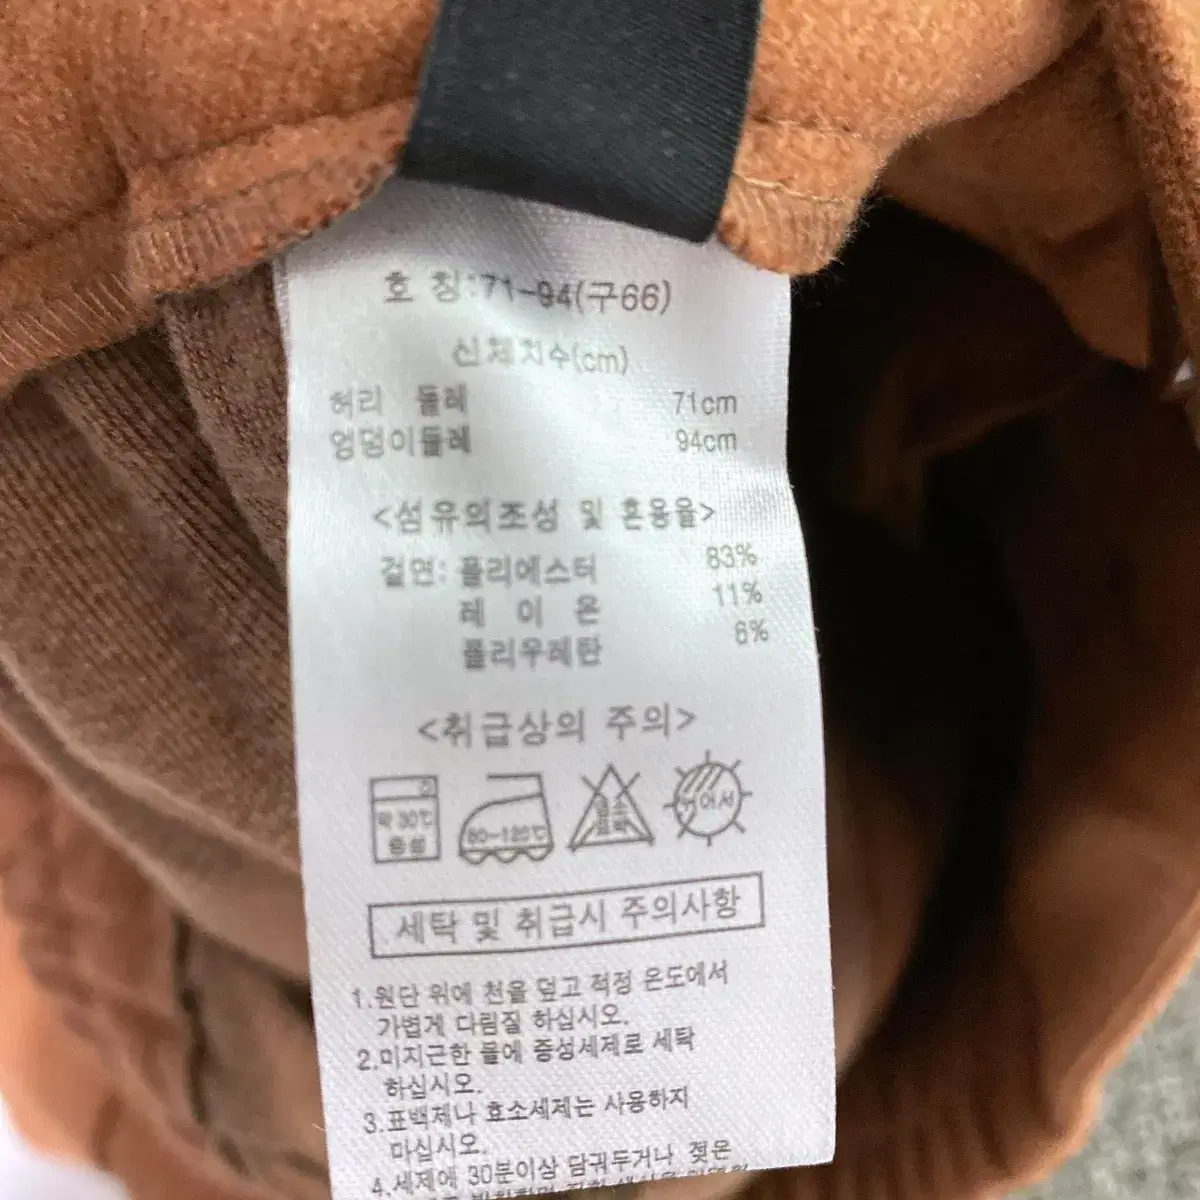 호 칭:71-94(구66)
신체치수(cm)
허리 둘레 71cm
엉덩이둘레 94cm
<섬유의조성 및 혼용율>
겉면: 폴리에스터 83%
레 이 온 11%
폴리우레탄 6%
<취급상의 주의>
약 30℃
중성
80~120℃
염소
표백
뉘어서
세탁 및 취급시 주의사항
1.원단 위에 천을 덮고 적정 온도에서
가볍게 다림질 하십시오.
2.미지근한 물에 중성세제로 세탁
하십시오.
3.표백제나 효소세제는 사용하지
마십시오.
4.세제에 30분이상 담궈두거나 젖은